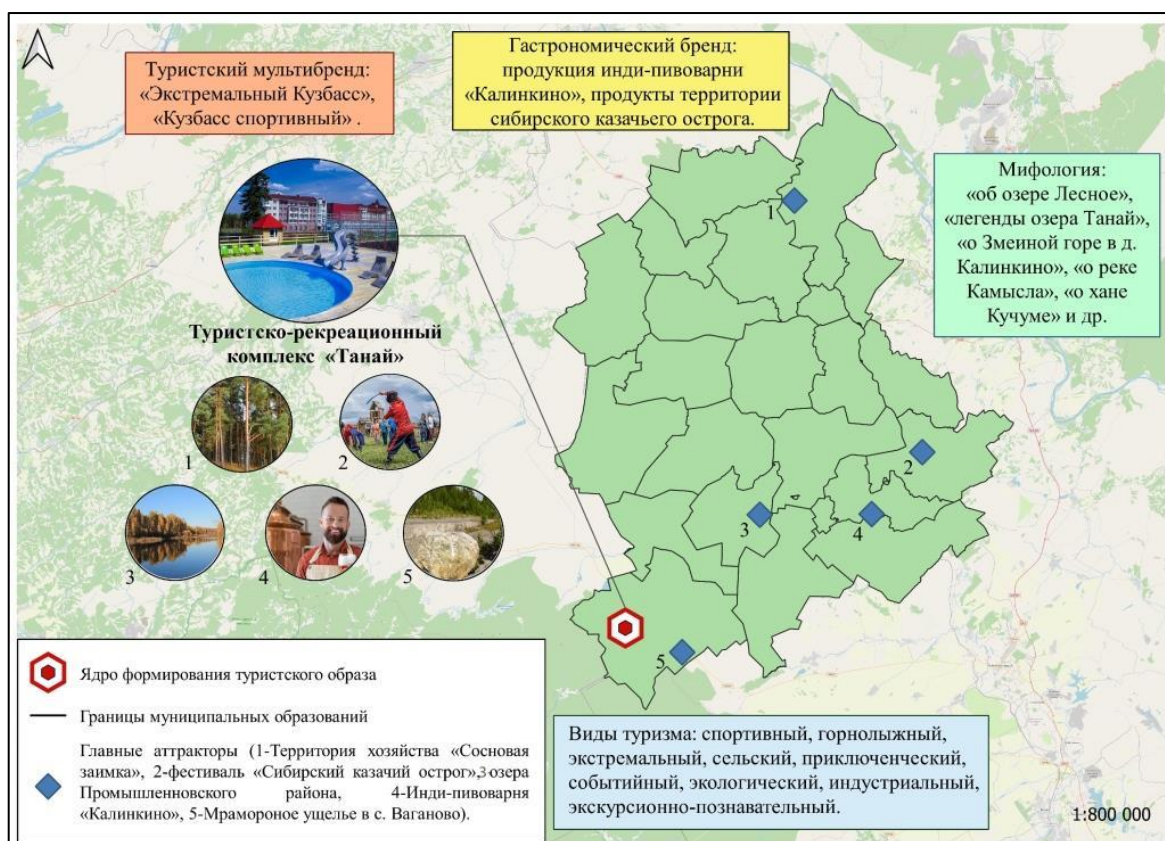 Туристский мультибренд:
«Экстремальный Кузбасс»,
«Кузбасс спортивный» .
Гастрономический бренд:
продукция инди-пивоварни
«Калинкино», продукты территории
сибирского казачьего острога.
Мифология:
«об озере Лесное»,
«легенды озера Танай»,
«о Змеиной горе в д.
Калинкино», «о реке
Камысла», «о хане
Кучуме» и др.
Туристско-рекреационный
комплекс «Танай»
1
2
3
4
5
1
2
3
4
5
Ядро формирования туристского образа
Границы муниципальных образований
Главные аттракторы (1-Территория хозяйства «Сосновая
заимка», 2-фестиваль «Сибирский казачий острог»,3-озера
Промышленновского района, 4-Инди-пивоварня
«Калинкино», 5-Мрамороное ущелье в с. Ваганово).
Виды туризма: спортивный, горнолыжный,
экстремальный, сельский, приключенческий,
событийный, экологический, индустриальный,
экскурсионно-познавательный.
1:800 000